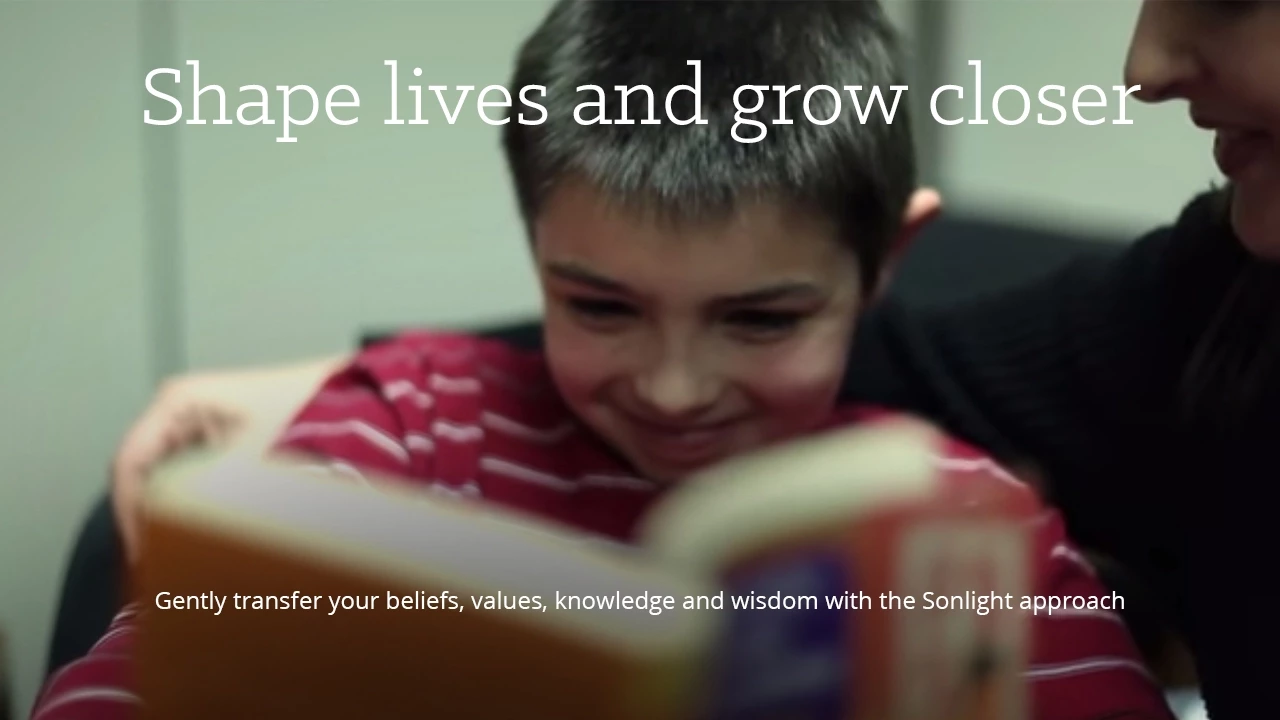 Shape lives and grow closer
Gently transfer your beliefs, values, knowledge and wisdom with the Sonlight approach